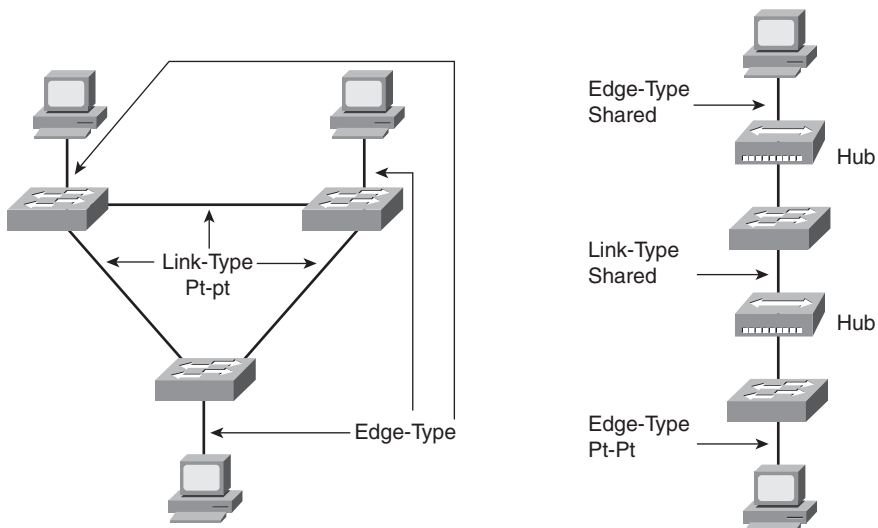 Link-Type
Pt-pt
Edge-Type
Edge-Type
Shared
Hub
Link-Type
Shared
Hub
Edge-Type
Pt-Pt